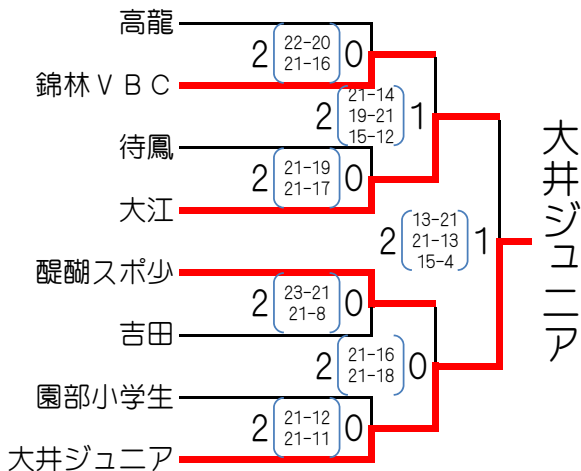 高龍
2 22-20 0
21-16
錦林ＶＢＣ
2 21-14 1
19-21
15-12
待鳳
2 21-19 0
21-17
大江
2 13-21 1
21-13
15-4
大井ジュニア
醍醐スポ少
2 23-21 0
21-8
吉田
2 21-16 0
21-18
園部小学生
2 21-12 0
21-11
大井ジュニア